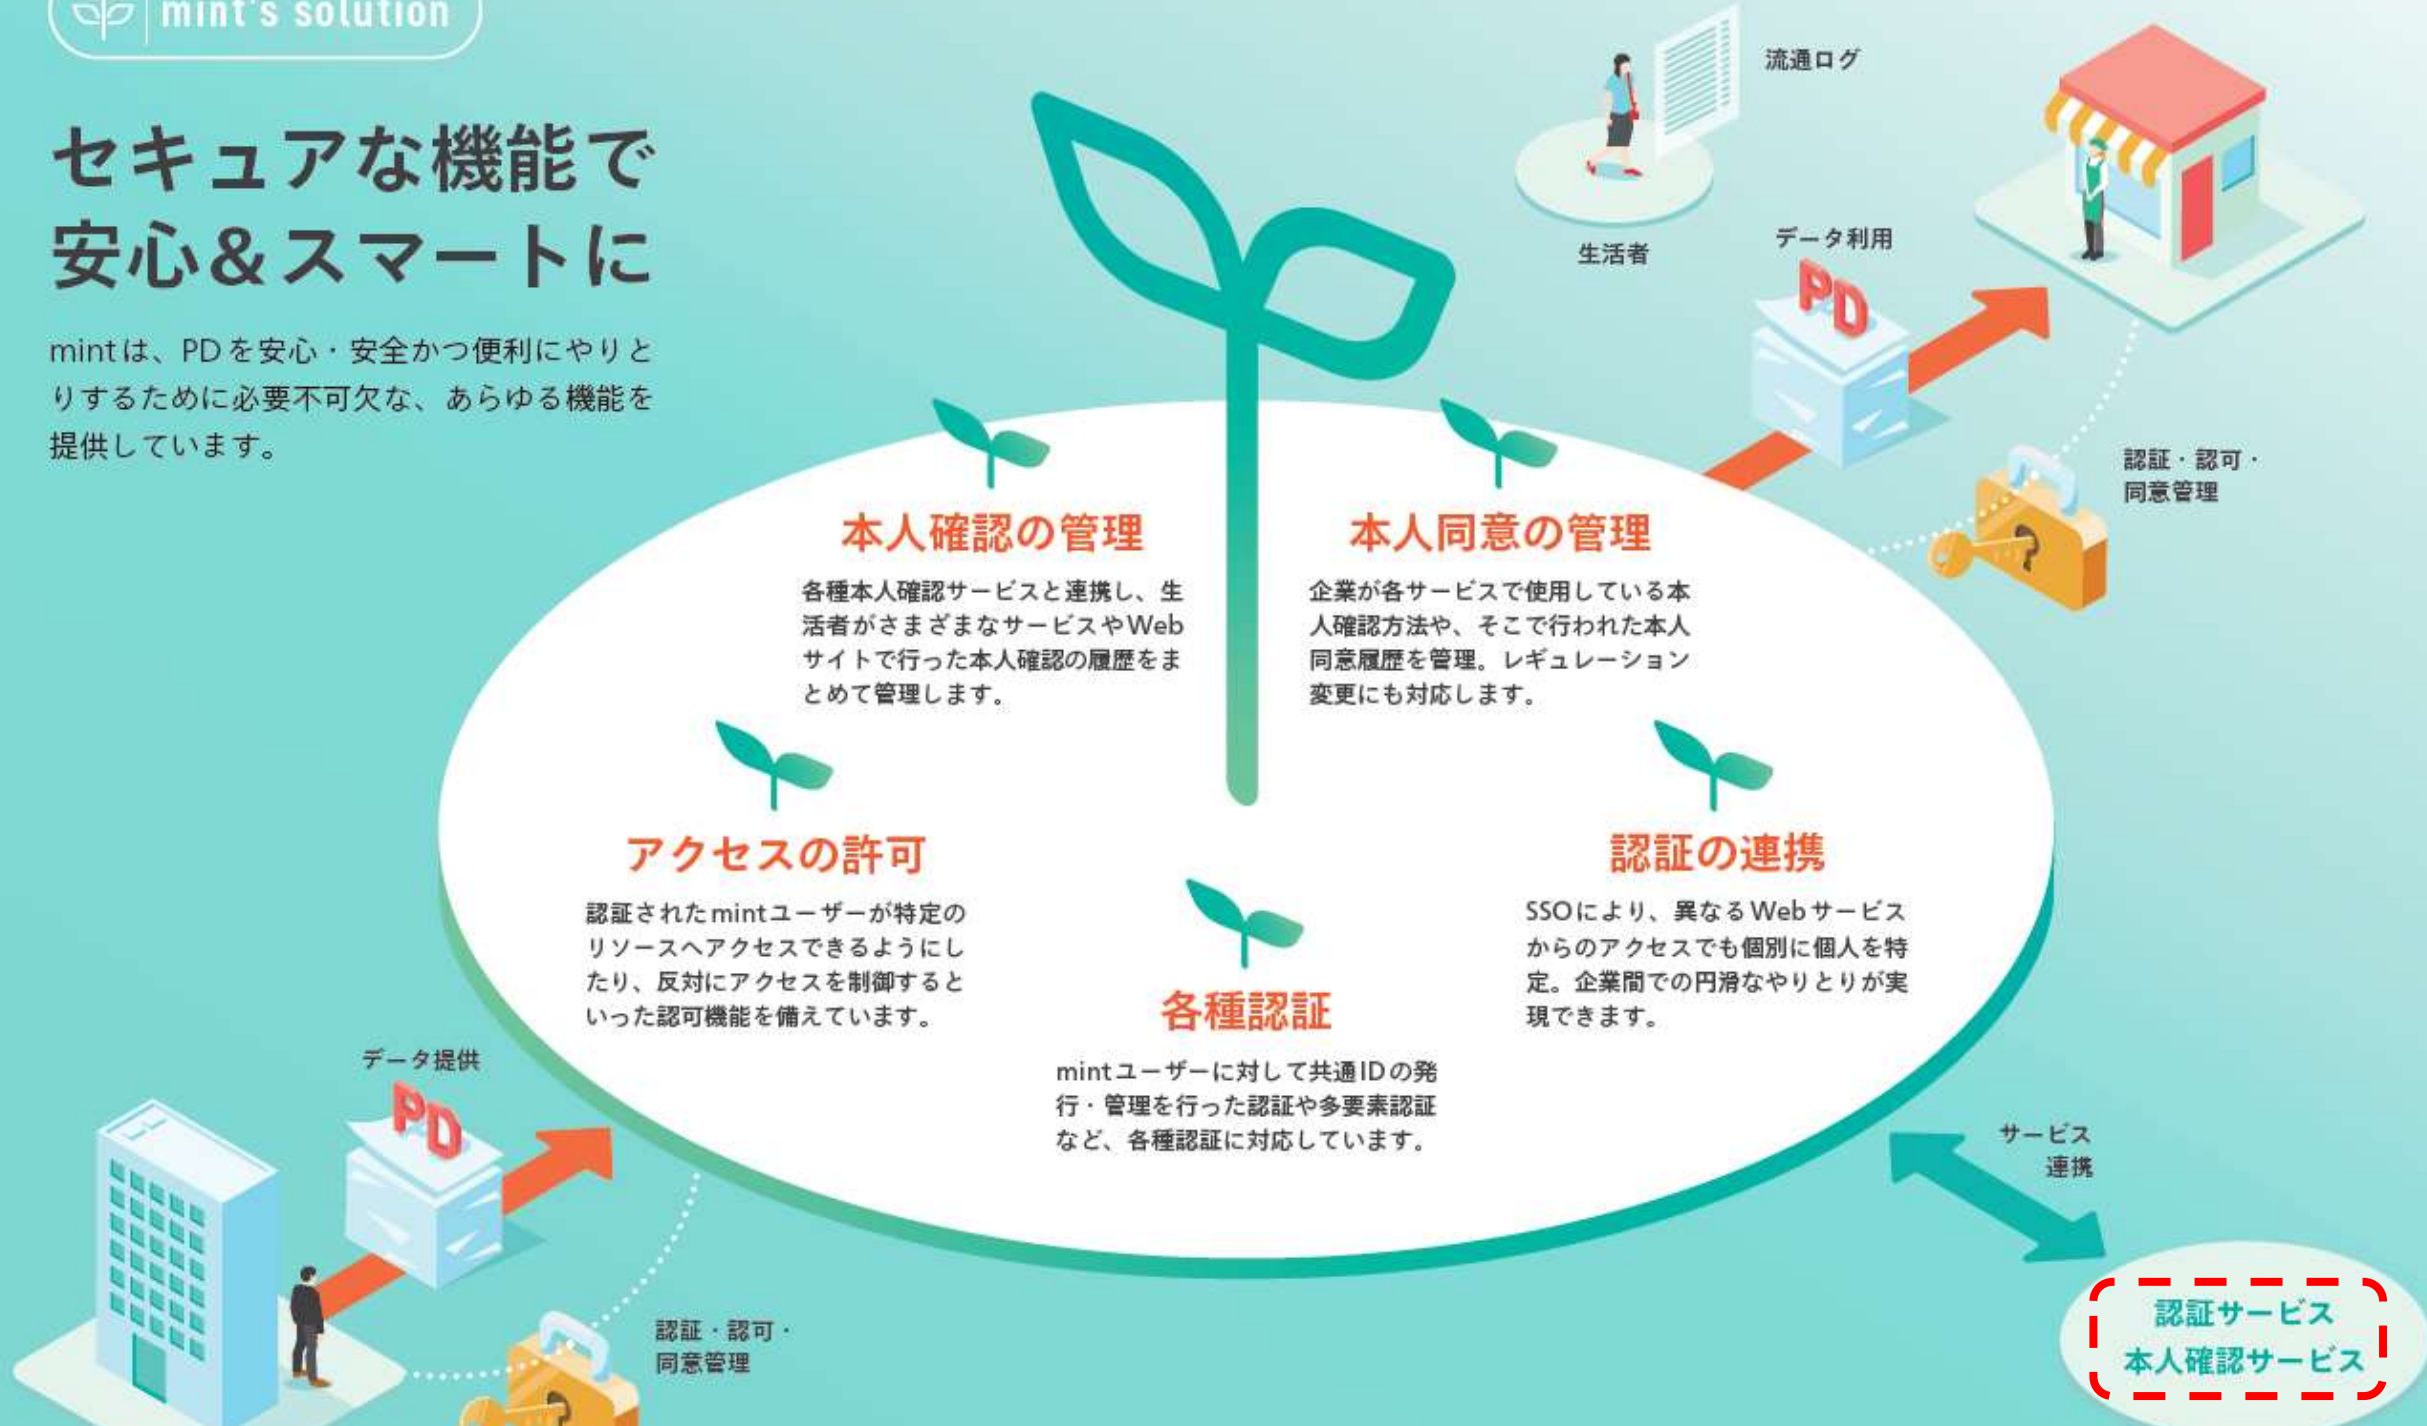 mint's solution
セキュアな機能で
安心&スマートに
mintは、PDを安心・安全かつ便利にやりと
りするために必要不可欠な、あらゆる機能を
提供しています。
流通ログ
生活者
データ利用
PD
認証・認可・
同意管理
本人確認の管理
各種本人確認サービスと連携し、生
活者がさまざまなサービスやWeb
サイトで行った本人確認の履歴をま
とめて管理します。
本人同意の管理
企業が各サービスで使用している本
人確認方法や、そこで行われた本人
同意履歴を管理。レギュレーション
変更にも対応します。
アクセスの許可
認証されたmintユーザーが特定の
リソースへアクセスできるようにし
たり、反対にアクセスを制御すると
いった認可機能を備えています。
各種認証
mintユーザーに対して共通IDの発
行・管理を行った認証や多要素認証
など、各種認証に対応しています。
認証の連携
SSOにより、異なるWebサービス
からのアクセスでも個別に個人を特
定。企業間での円滑なやりとりが実
現できます。
データ提供
PD
認証・認可・
同意管理
サービス
連携
認証サービス
本人確認サービス